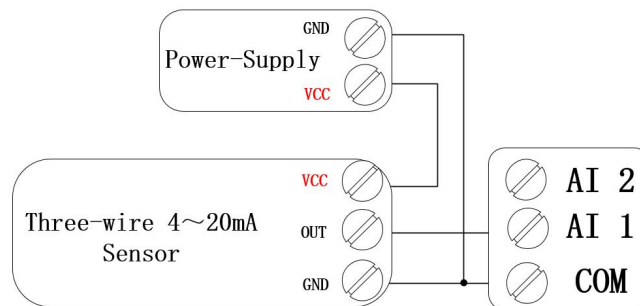 GND
Power-Supply
VCC
VCC
AI 2
Three-wire 4～20mA
OUT
AI 1
Sensor
GND
COM